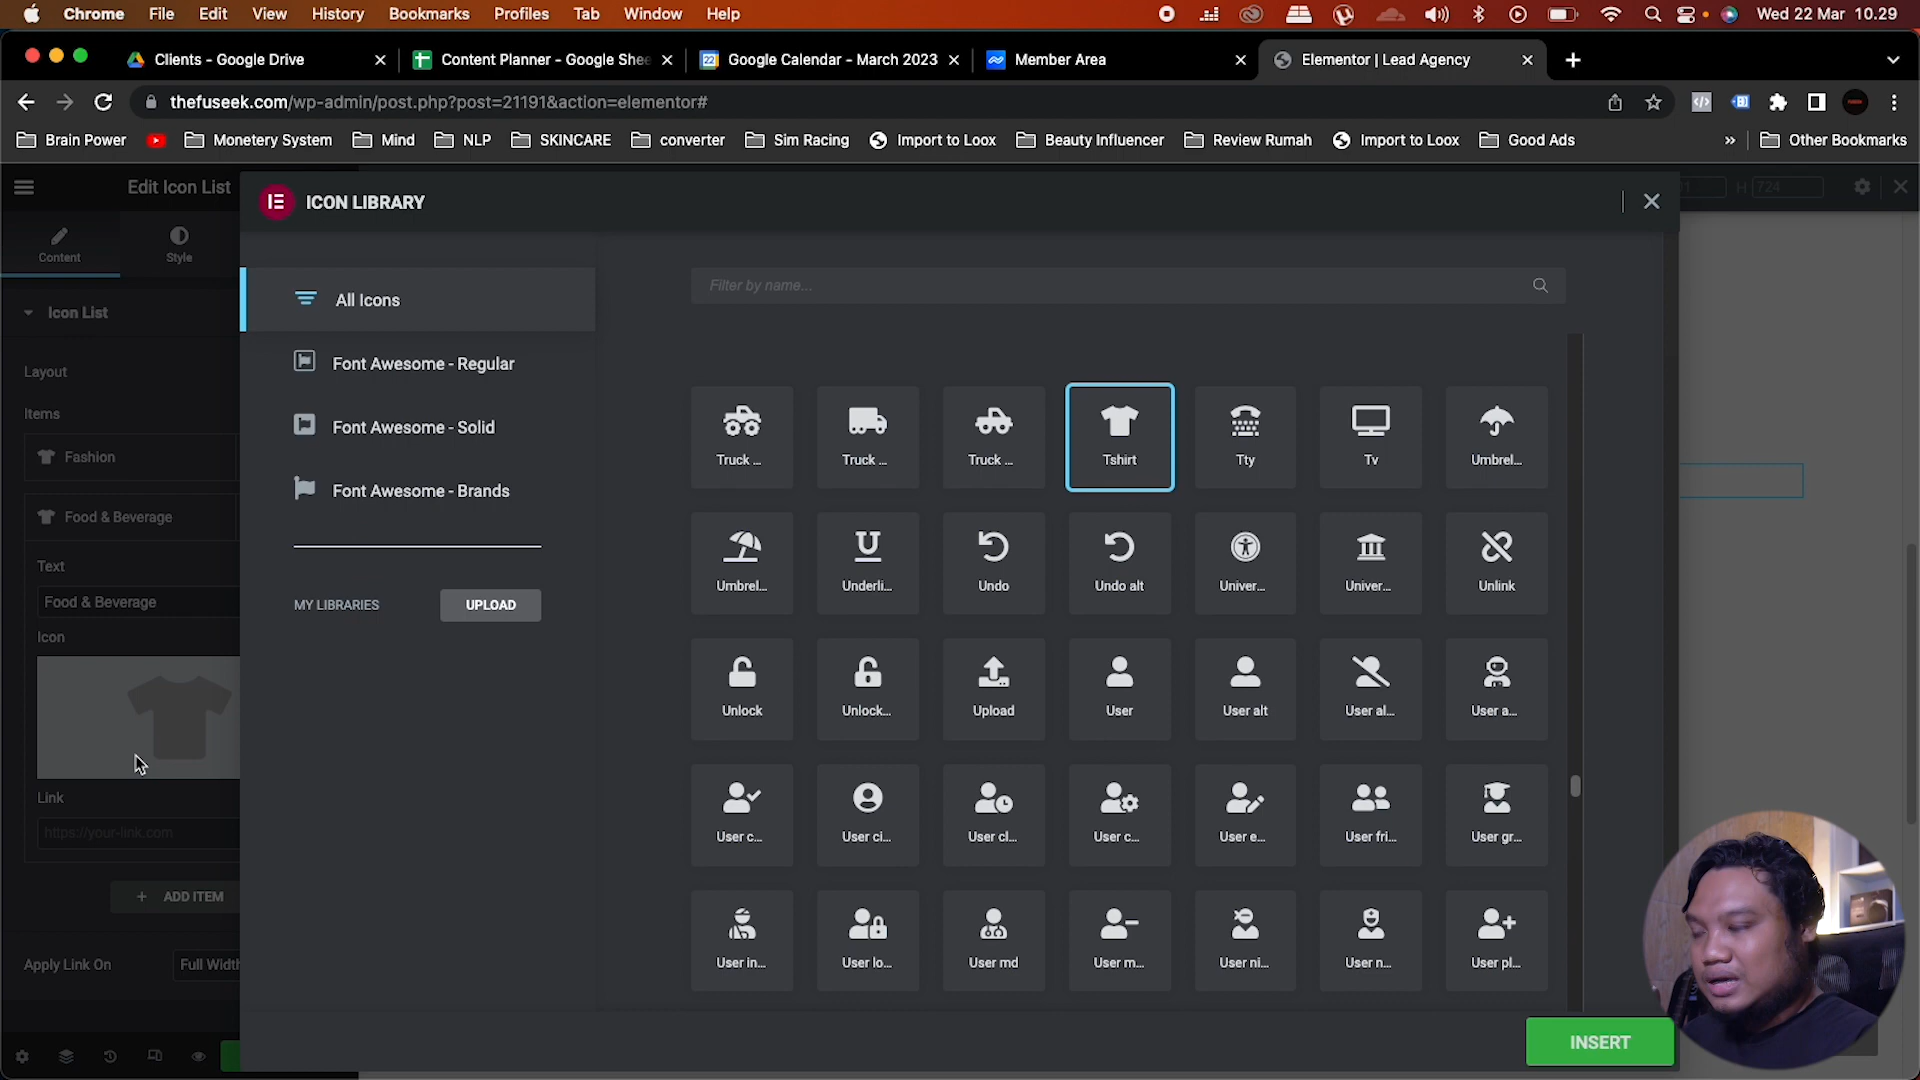 Chrome File Edit View History Bookmarks Profiles Tab Window Help Wed 22 Mar 10.29
Clients - Google Drive Content Planner - Google She Google Calendar - March 2023 Member Area Elementor | Lead Agency
thefuseek.com/wp-admin/post.php?post=21191&action=elementor#
Brain Power Monetery System Mind NLP SKINCARE converter Sim Racing Import to Loox Beauty Influencer Review Rumah Import to Loox Good Ads » Other Bookmarks
Edit Icon List
ICON LIBRARY
H 724
Content Style
All Icons
Filter by name...
Icon List
Font Awesome - Regular
Layout
Items
Font Awesome - Solid
Fashion
Truck ... Truck ... Truck ... Tshirt Tty Tv Umbrel...
Font Awesome - Brands
Food & Beverage
Text
Umbrel... Underli... Undo Undo alt Univer... Univer... Unlink
Food & Beverage
MY LIBRARIES UPLOAD
Icon
Unlock Unlock... Upload User User alt User al... User a...
Link
https://your-link.com
User c... User ci... User cl... User c... User e... User fri... User gr...
ADD ITEM
Apply Link On Full Width
User in... User lo... User md User m... User ni... User n... User pl...
INSERT